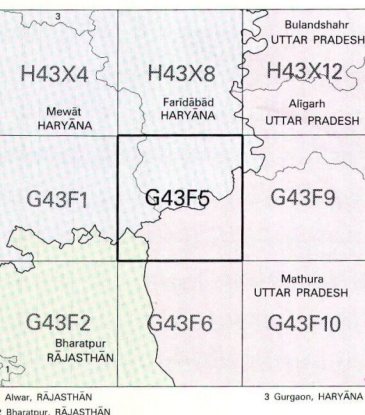 3
Bulandshahr
UTTAR PRADESH
H43X4
H43X8
H43X12
Mewāt
HARYĀNA
Farīdābād
HARYĀNA
Alīgarh
UTTAR PRADESH
G43F1
G43F5
G43F9
Mathura
UTTAR PRADESH
G43F2
G43F6
G43F10
Bharatpur
RĀJASTHĀN
1
Alwar, RĀJASTHĀN
3 Gurgaon, HARYĀNA
2 Bharatpur, RĀJASTHĀN